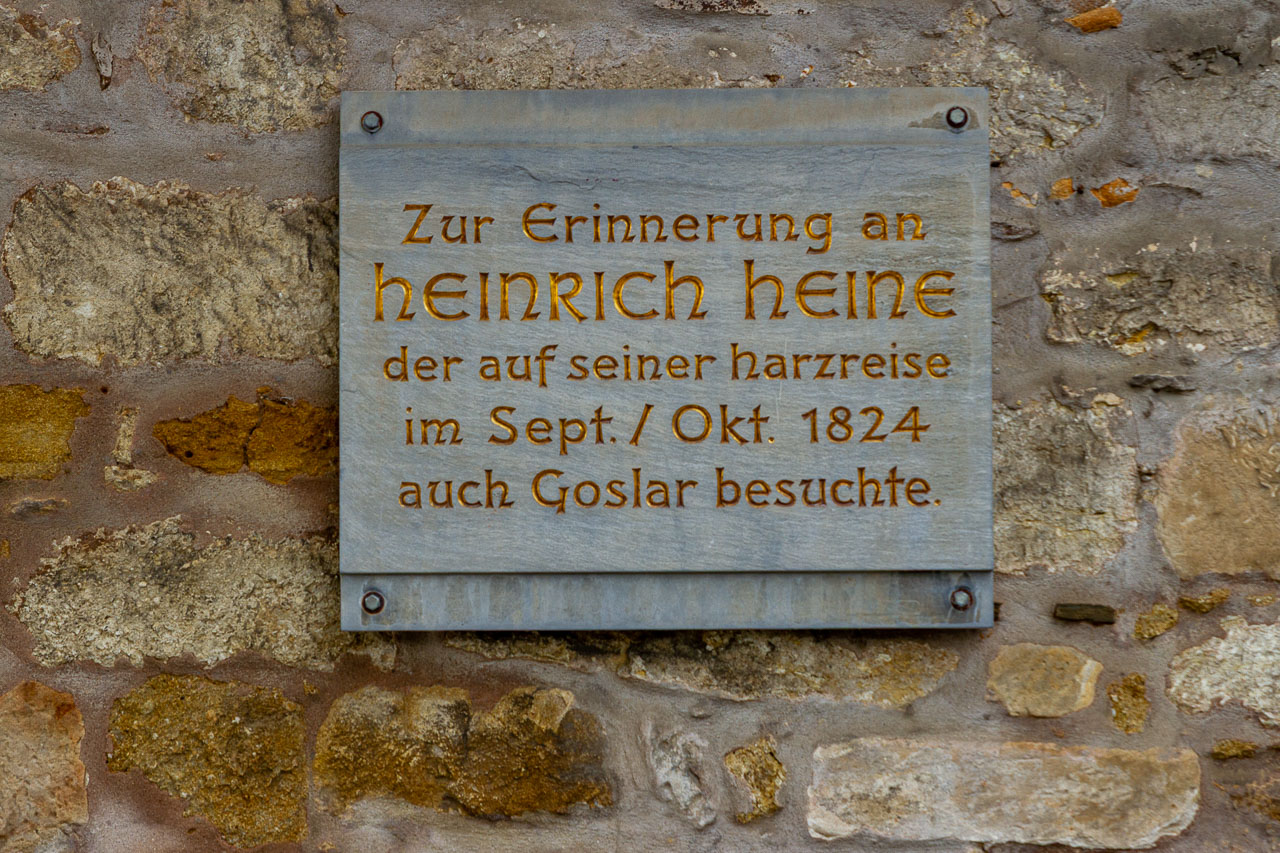 Zur Erinnerung an
HEINRICH HEINE
der auf seiner Harzreise
im Sept./Okt. 1824
auch Goslar besuchte.